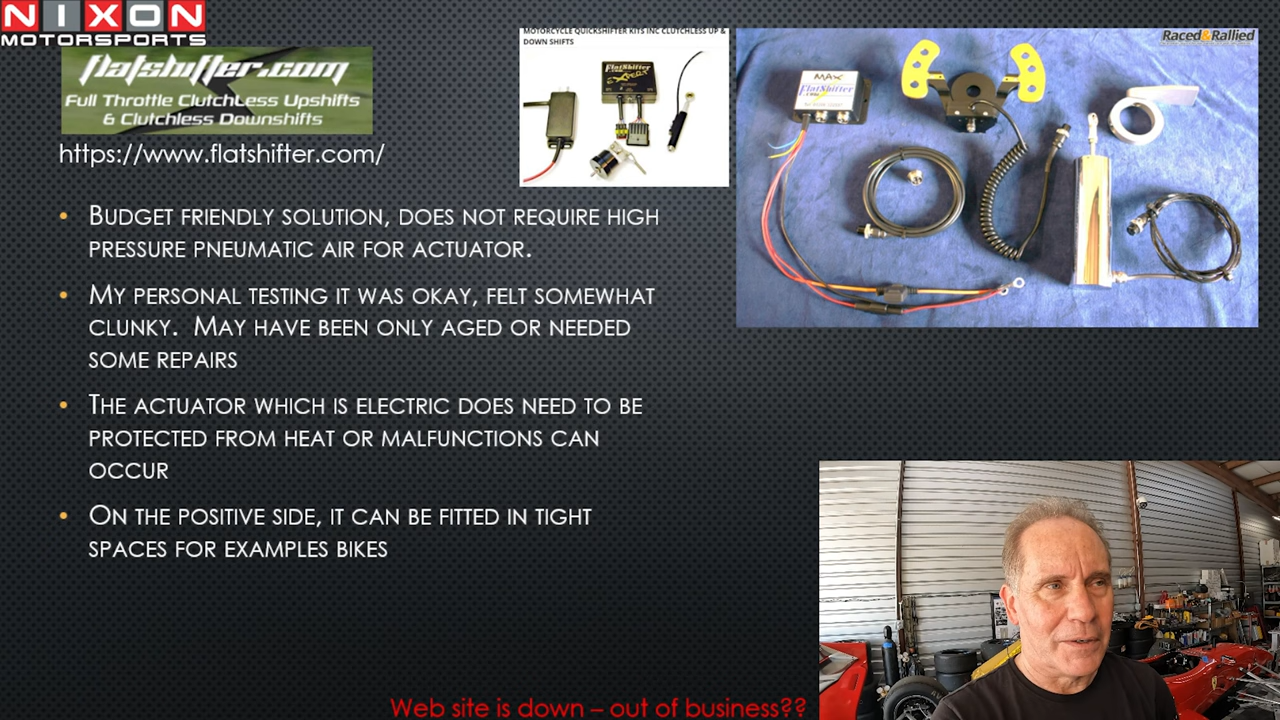 NIXON
MOTORSPORTS
flatshifter.com
Full Throttle Clutchless Upshifts
& Clutchless Downshifts
https://www.flatshifter.com/
MOTORCYCLE QUICKSHIFTER KITS INC CLUTCHLESS UP &
DOWN SHIFTS
FlatShifter
Raced&Rallied
MAX
FlatShifter
• BUDGET FRIENDLY SOLUTION, DOES NOT REQUIRE HIGH
PRESSURE PNEUMATIC AIR FOR ACTUATOR.
• MY PERSONAL TESTING IT WAS OKAY, FELT SOMEWHAT
CLUNKY. MAY HAVE BEEN ONLY AGED OR NEEDED
SOME REPAIRS
• THE ACTUATOR WHICH IS ELECTRIC DOES NEED TO BE
PROTECTED FROM HEAT OR MALFUNCTIONS CAN
OCCUR
• ON THE POSITIVE SIDE, IT CAN BE FITTED IN TIGHT
SPACES FOR EXAMPLES BIKES
Web site is down – out of business??